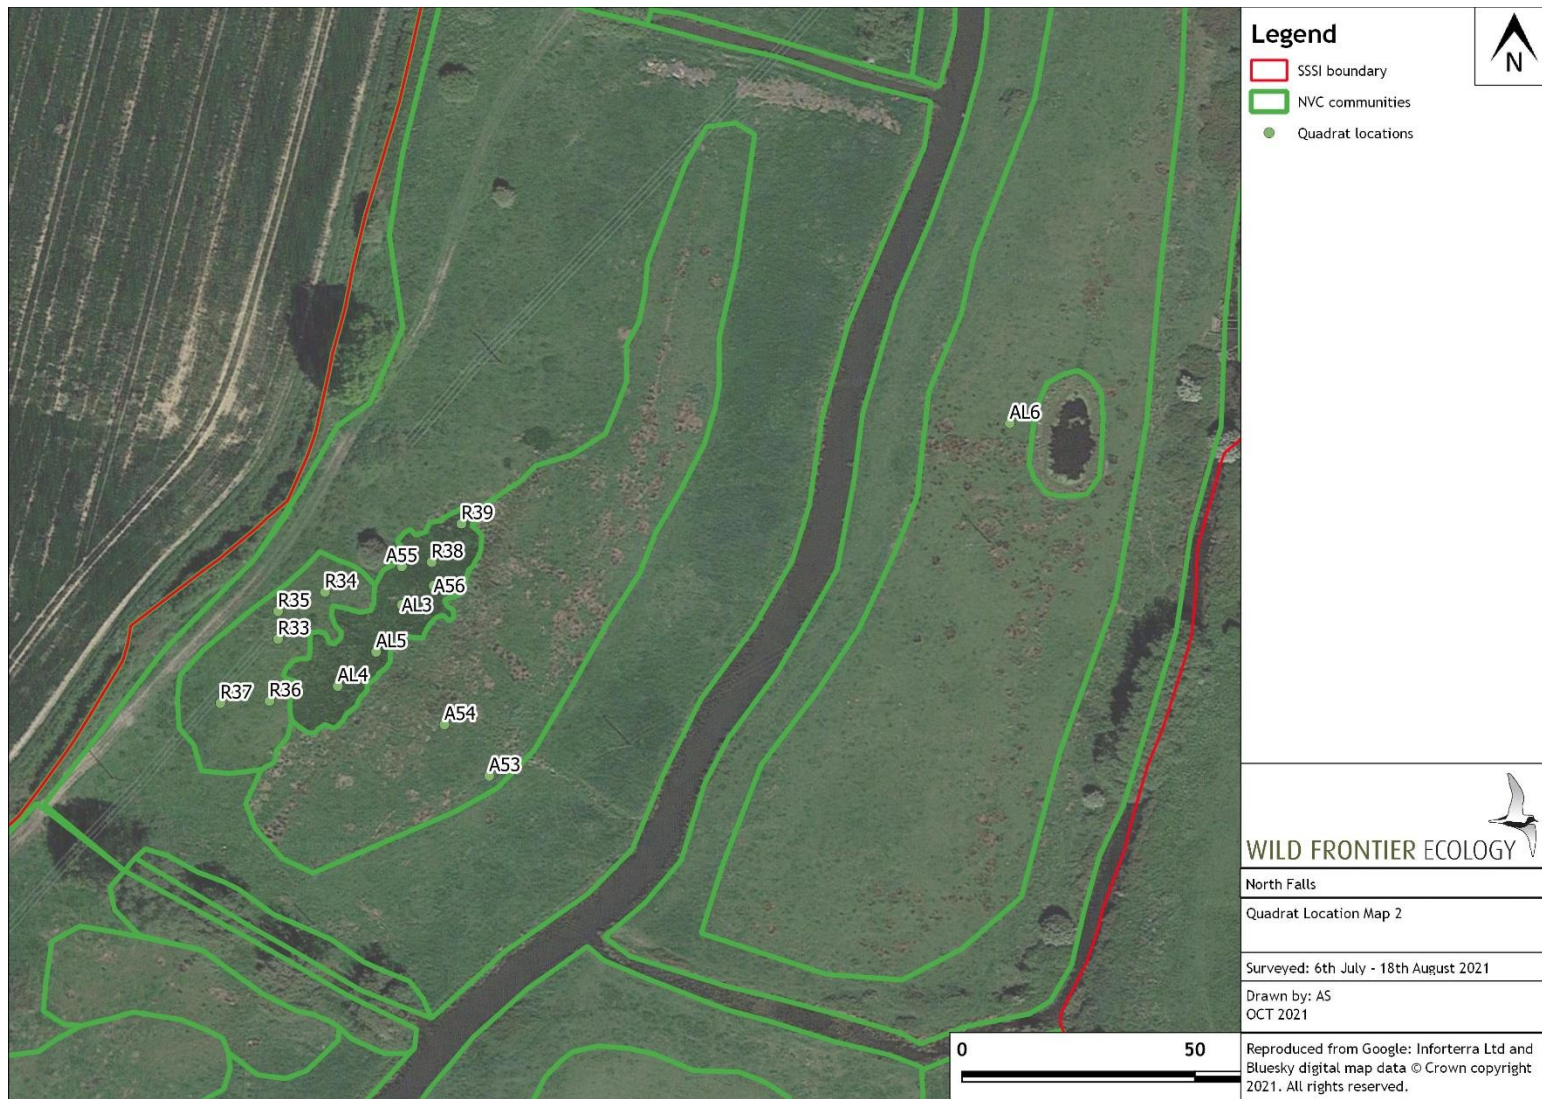 Legend
SSSI boundary
NVC communities
Quadrat locations
N
AL6
R39
A55
R38
R34
A56
R35
AL3
R33
AL5
AL4
R37
R36
A54
A53
0 50
WILD FRONTIER ECOLOGY
North Falls
Quadrat Location Map 2
Surveyed: 6th July - 18th August 2021
Drawn by: AS
OCT 2021
Reproduced from Google: Inforterra Ltd and
Bluesky digital map data © Crown copyright
2021. All rights reserved.